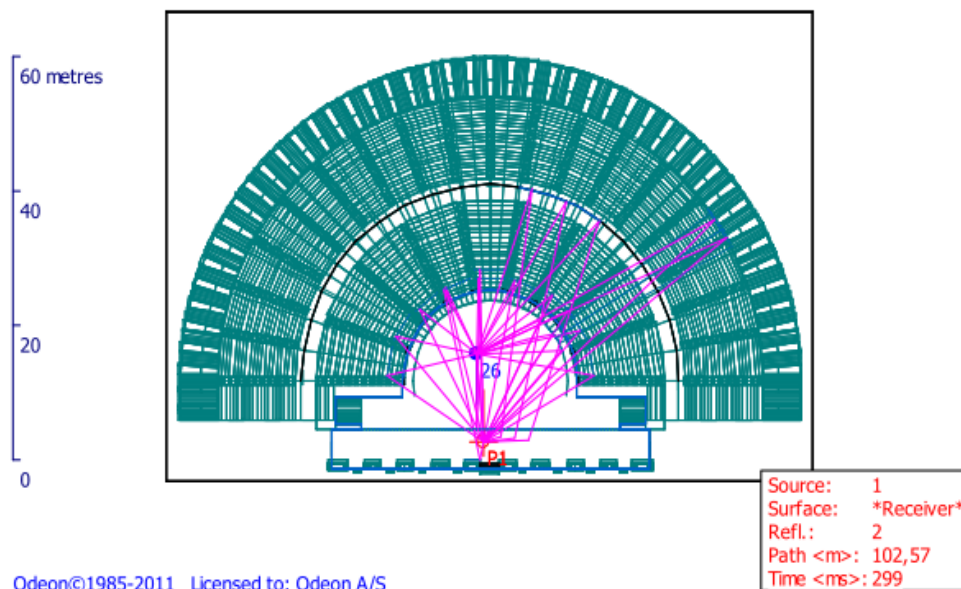 60 metres
40
20
0
26
P1
Source: 1
Surface: *Receiver*
Refl.: 2
Path <m>: 102,57
Time <ms>: 299
Odeon©1985-2011 Licensed to: Odeon A/S